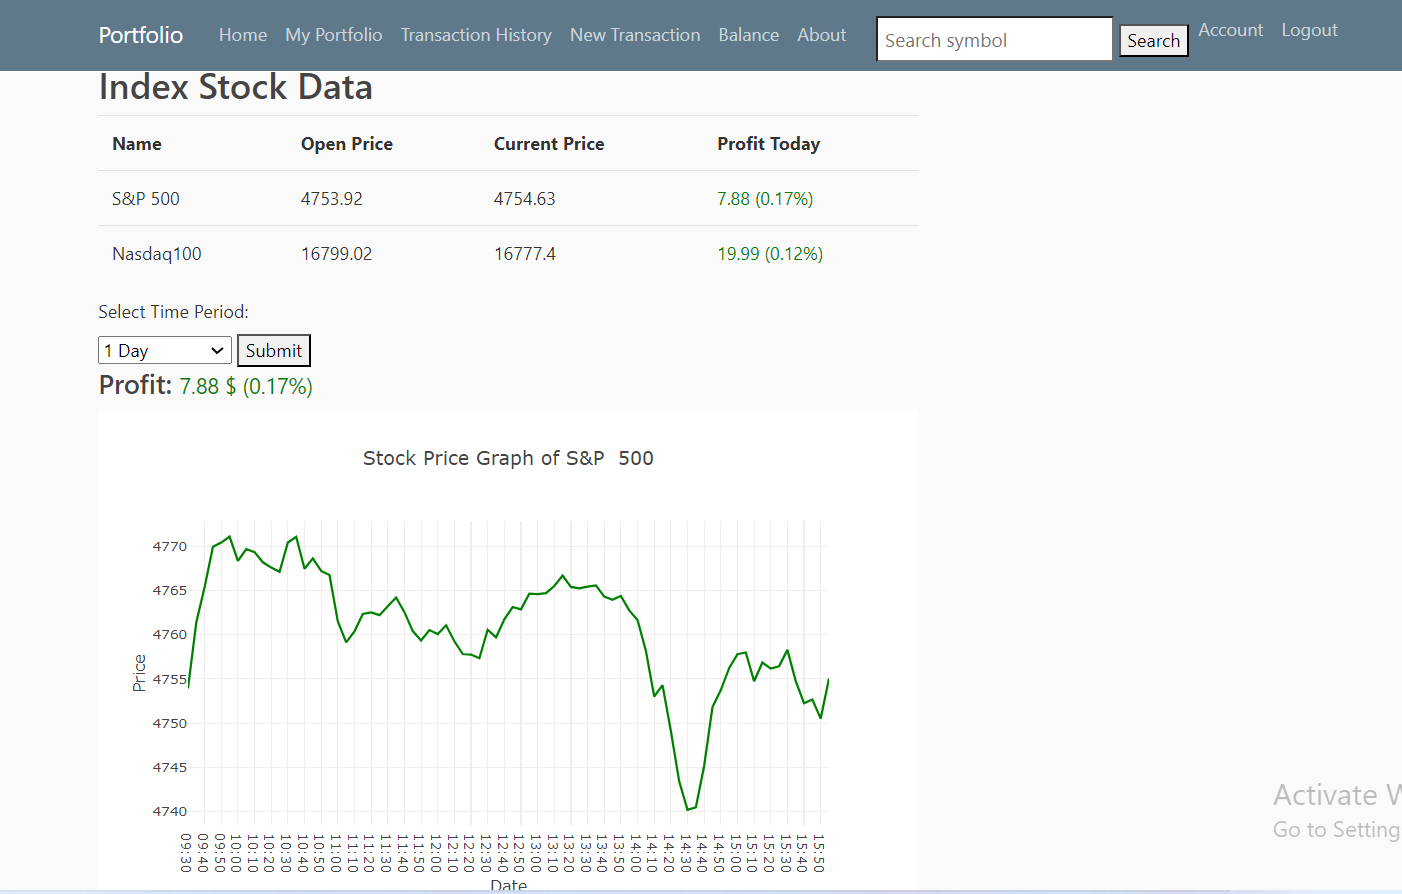 Portfolio Home My Portfolio Transaction History New Transaction Balance About Search symbol Search Account Logout
Index Stock Data
Name Open Price Current Price Profit Today
S&P 500 4753.92 4754.63 7.88 (0.17%)
Nasdaq100 16799.02 16777.4 19.99 (0.12%)
Select Time Period:
1 Day Submit
Profit: 7.88 $ (0.17%)
Stock Price Graph of S&P 500
4770
4765
4760
Price
4755
4750
4745
4740
09:30 09:40 09:50 10:00 10:10 10:20 10:30 10:40 10:50 11:00 11:10 11:20 11:30 11:40 11:50 12:00 12:10 12:20 12:30 12:40 12:50 13:00 13:10 13:20 13:30 13:40 13:50 14:00 14:10 14:20 14:30 14:40 14:50 15:00 15:10 15:20 15:30 15:40 15:50
Date
Activate W
Go to Setting